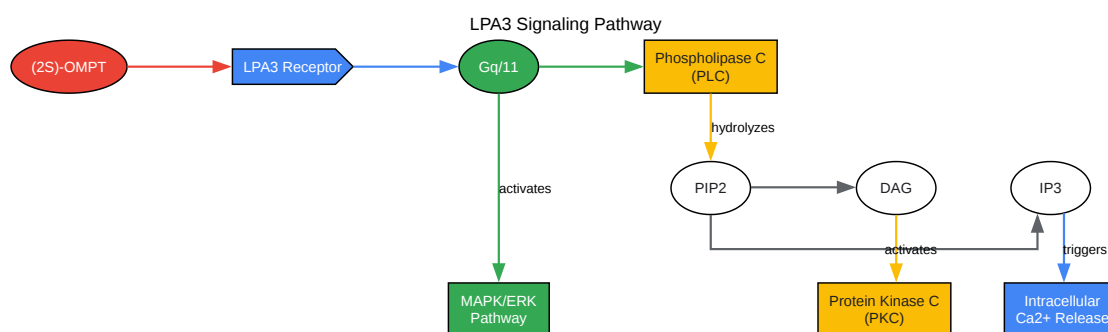 LPA3 Signaling Pathway
(2S)-OMPT
LPA3 Receptor
Gq/11
Phospholipase C
(PLC)
hydrolyzes
PIP2
DAG
IP3
activates
activates
triggers
MAPK/ERK
Pathway
Protein Kinase C
(PKC)
Intracellular
Ca2+ Release